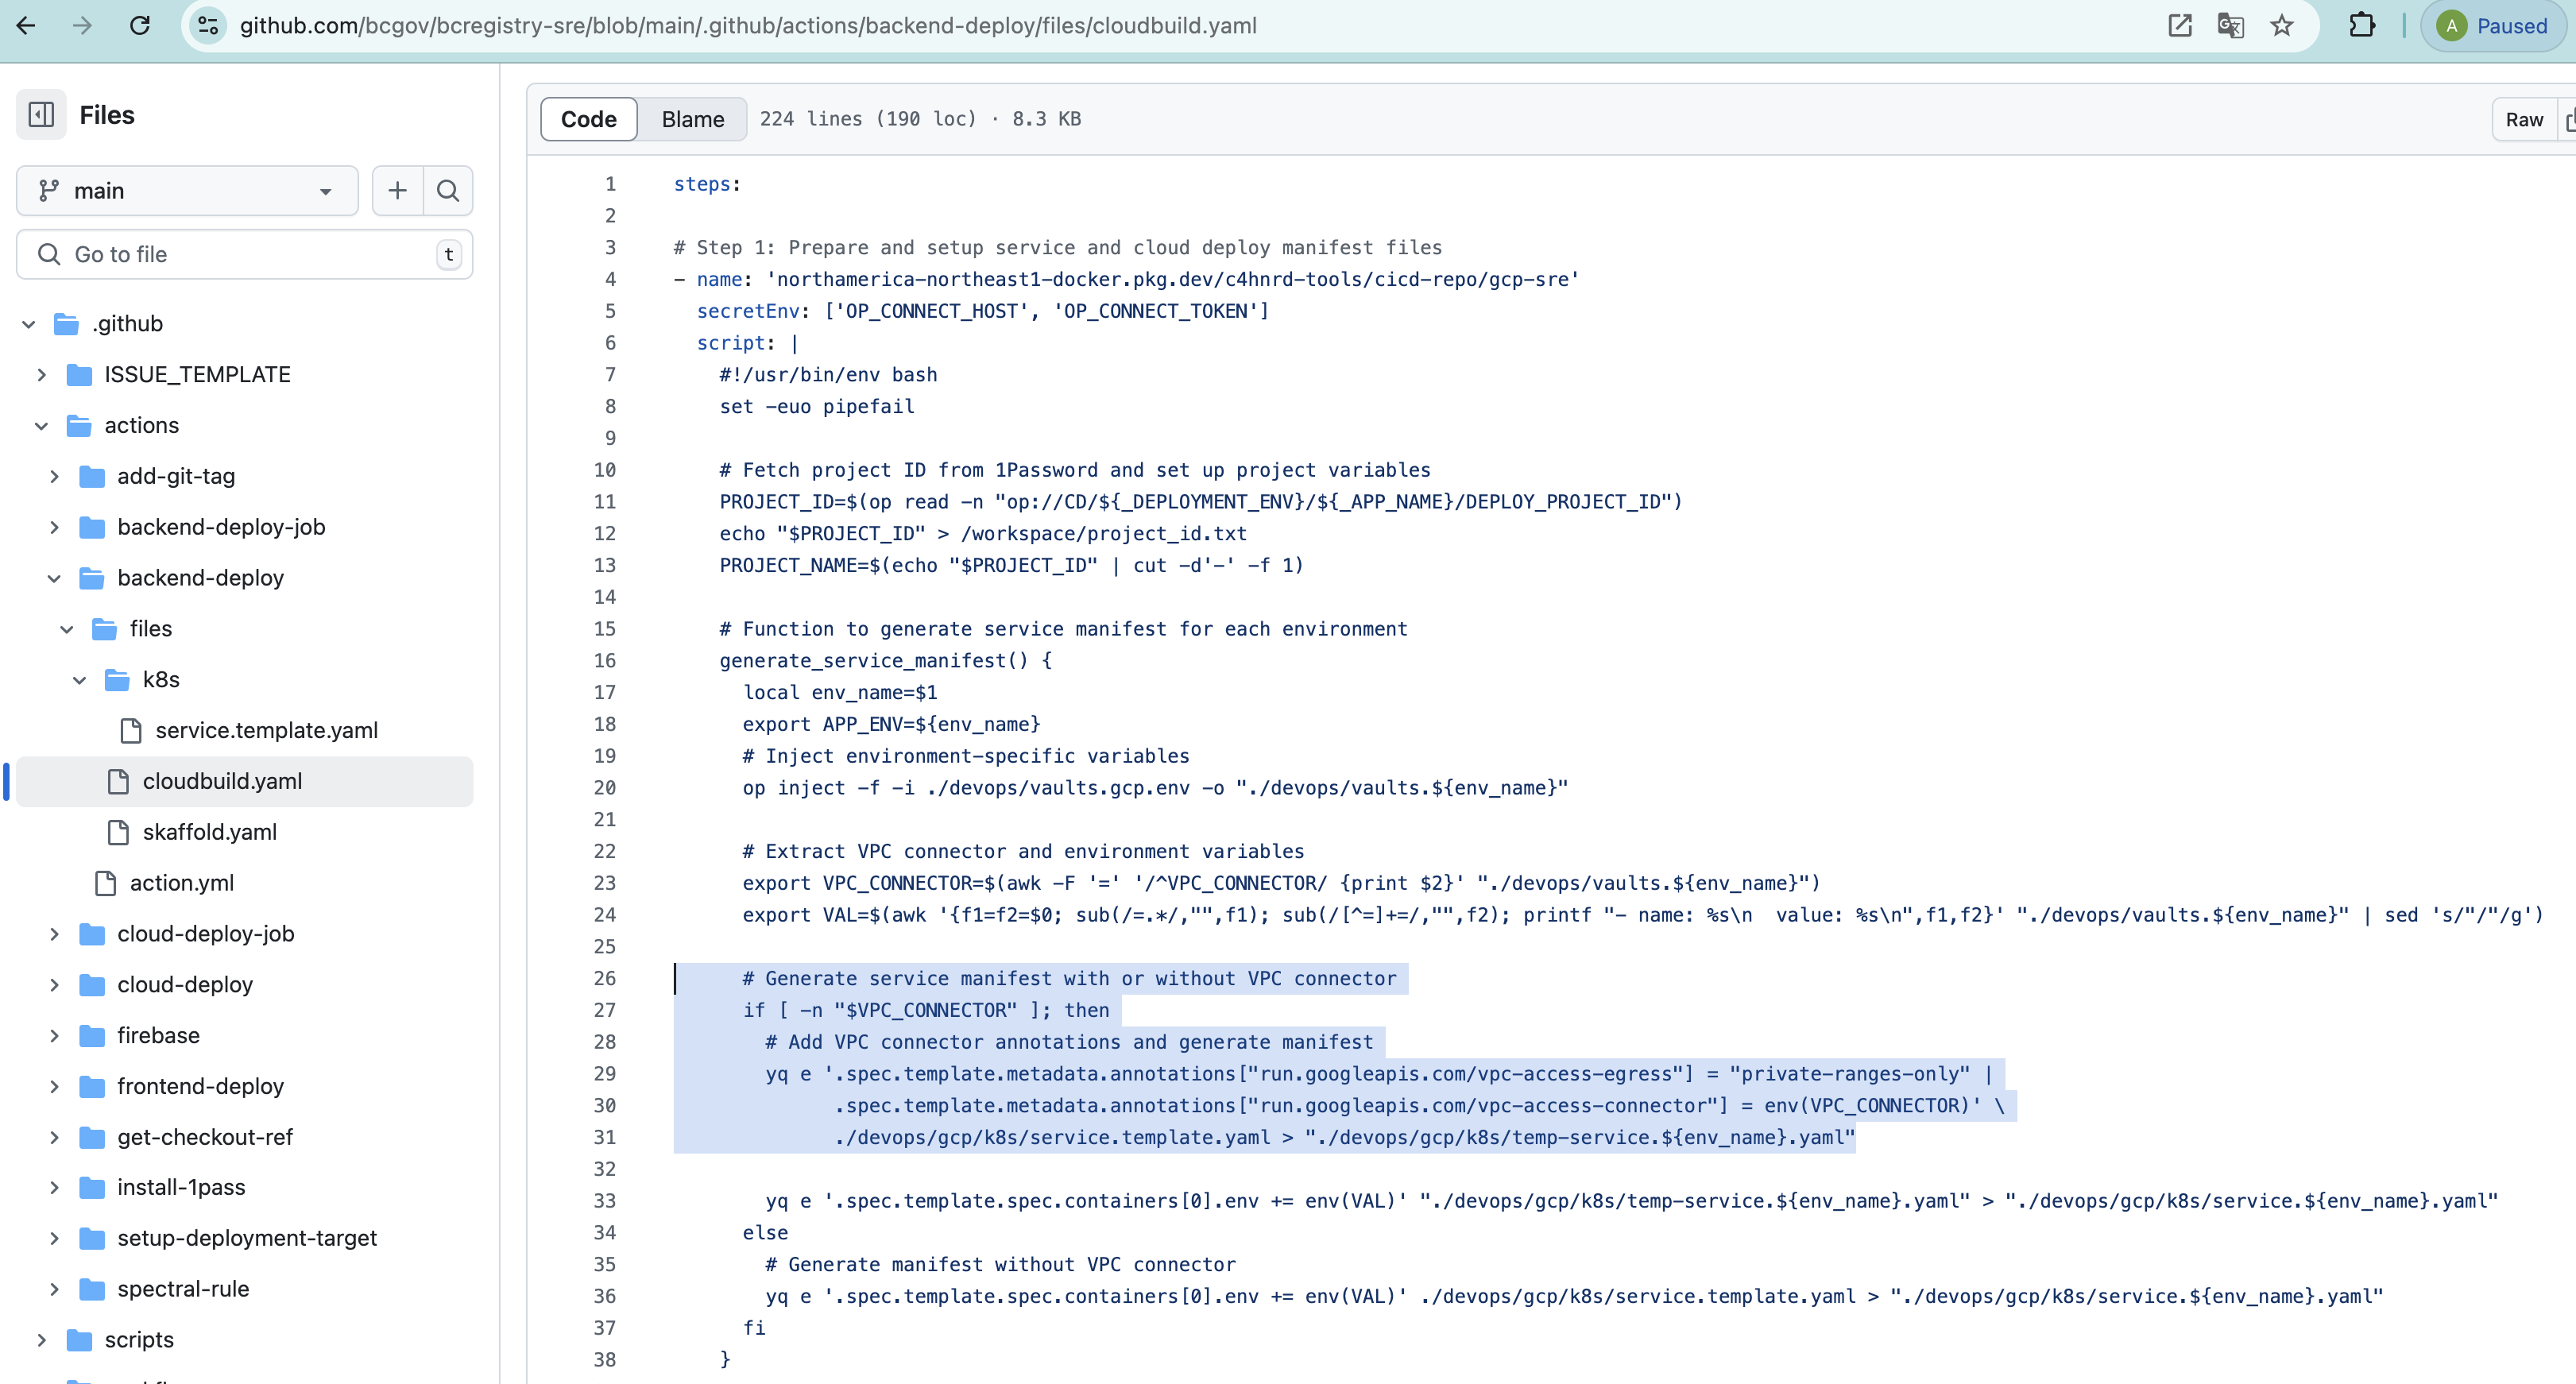 github.com/bcgov/bcregistry-sre/blob/main/.github/actions/backend-deploy/files/cloudbuild.yaml
A Paused
Files
main
Go to file
t
.github
ISSUE_TEMPLATE
actions
add-git-tag
backend-deploy-job
backend-deploy
files
k8s
service.template.yaml
cloudbuild.yaml
skaffold.yaml
action.yml
cloud-deploy-job
cloud-deploy
firebase
frontend-deploy
get-checkout-ref
install-1pass
setup-deployment-target
spectral-rule
scripts
Code Blame 224 lines (190 loc) · 8.3 KB
Raw
1 steps:
2
3 # Step 1: Prepare and setup service and cloud deploy manifest files
4 - name: 'northamerica-northeast1-docker.pkg.dev/c4hnrd-tools/cicd-repo/gcp-sre'
5   secretEnv: ['OP_CONNECT_HOST', 'OP_CONNECT_TOKEN']
6   script: |
7     #!/usr/bin/env bash
8     set -euo pipefail
9
10     # Fetch project ID from 1Password and set up project variables
11     PROJECT_ID=$(op read -n "op://CD/${_DEPLOYMENT_ENV}/${_APP_NAME}/DEPLOY_PROJECT_ID")
12     echo "$PROJECT_ID" > /workspace/project_id.txt
13     PROJECT_NAME=$(echo "$PROJECT_ID" | cut -d'-' -f 1)
14
15     # Function to generate service manifest for each environment
16     generate_service_manifest() {
17       local env_name=$1
18       export APP_ENV=${env_name}
19       # Inject environment-specific variables
20       op inject -f -i ./devops/vaults.gcp.env -o "./devops/vaults.${env_name}"
21
22       # Extract VPC connector and environment variables
23       export VPC_CONNECTOR=$(awk -F '=' '/^VPC_CONNECTOR/ {print $2}' "./devops/vaults.${env_name}")
24       export VAL=$(awk '{f1=f2=$0; sub(/=.*/,"",f1); sub(/[^=]+=/,"",f2); printf "- name: %s\n  value: %s\n",f1,f2}' "./devops/vaults.${env_name}" | sed 's/"/"/g')
25
26       # Generate service manifest with or without VPC connector
27       if [ -n "$VPC_CONNECTOR" ]; then
28         # Add VPC connector annotations and generate manifest
29         yq e '.spec.template.metadata.annotations["run.googleapis.com/vpc-access-egress"] = "private-ranges-only" |
30               .spec.template.metadata.annotations["run.googleapis.com/vpc-access-connector"] = env(VPC_CONNECTOR)' \
31               ./devops/gcp/k8s/service.template.yaml > "./devops/gcp/k8s/temp-service.${env_name}.yaml"
32
33         yq e '.spec.template.spec.containers[0].env += env(VAL)' "./devops/gcp/k8s/temp-service.${env_name}.yaml" > "./devops/gcp/k8s/service.${env_name}.yaml"
34       else
35         # Generate manifest without VPC connector
36         yq e '.spec.template.spec.containers[0].env += env(VAL)' ./devops/gcp/k8s/service.template.yaml > "./devops/gcp/k8s/service.${env_name}.yaml"
37       fi
38     }